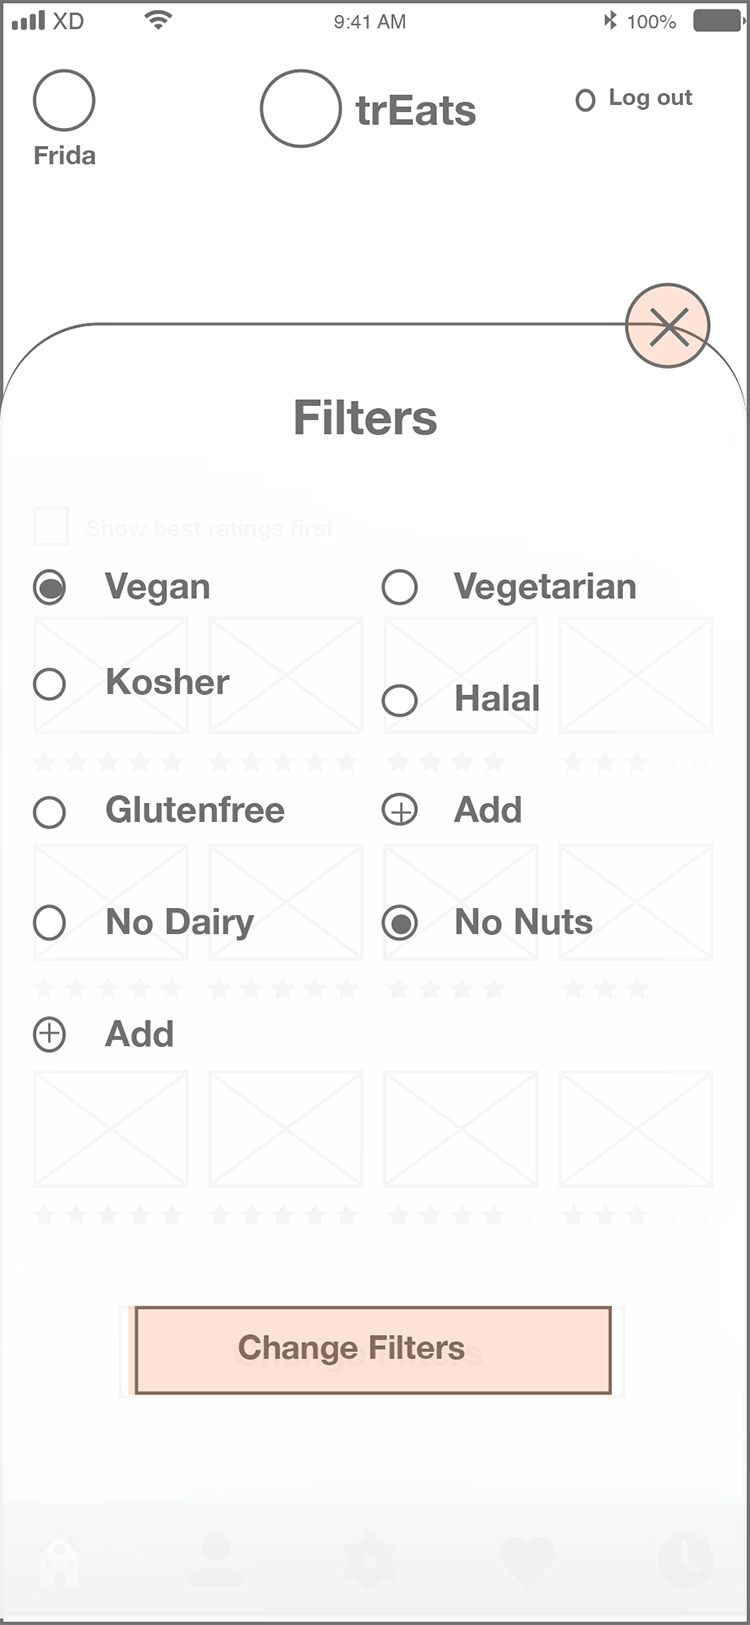 XD 9:41 AM 100%
trEats
Log out
Frida
Filters
Show best ratings first
Vegan Vegetarian
Kosher Halal
Glutenfree Add
No Dairy No Nuts
Add
Change Filters